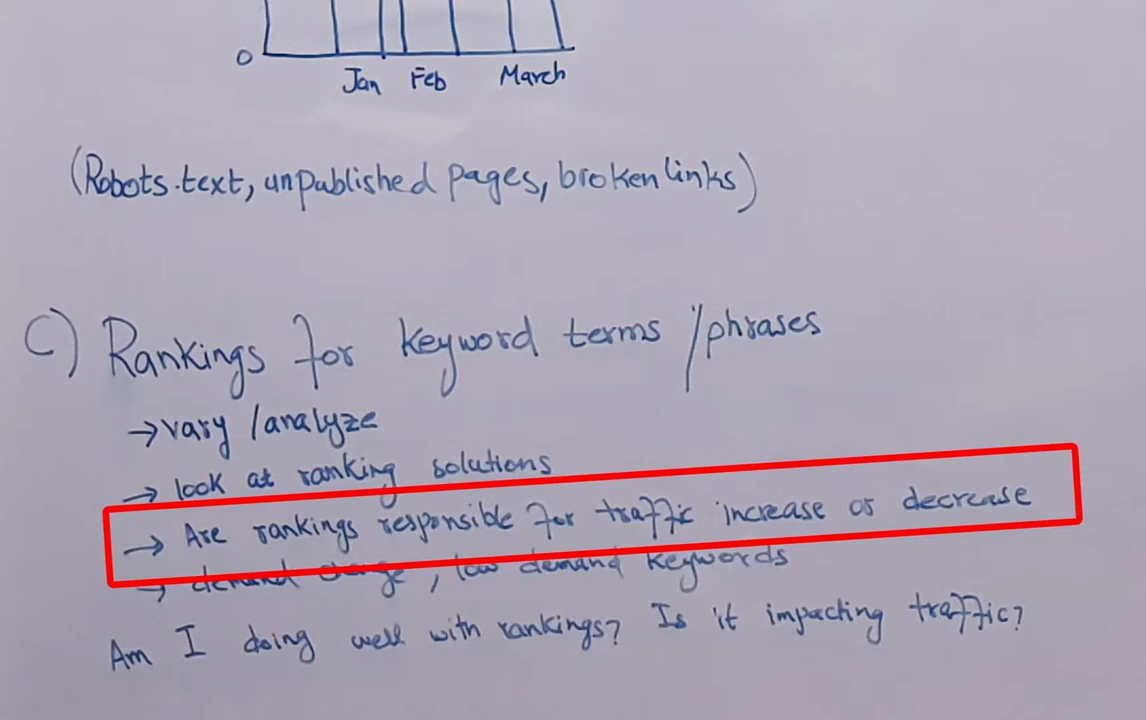 0
Jan Feb March
(Robots.text, unpublished pages, broken links)
C) Rankings for keyword terms /phrases
→ vary /analyze
→ look at ranking solutions
→ Are rankings responsible for traffic increase or decrease
→ demand change, low demand keywords
Am I doing well with rankings? Is it impacting traffic?